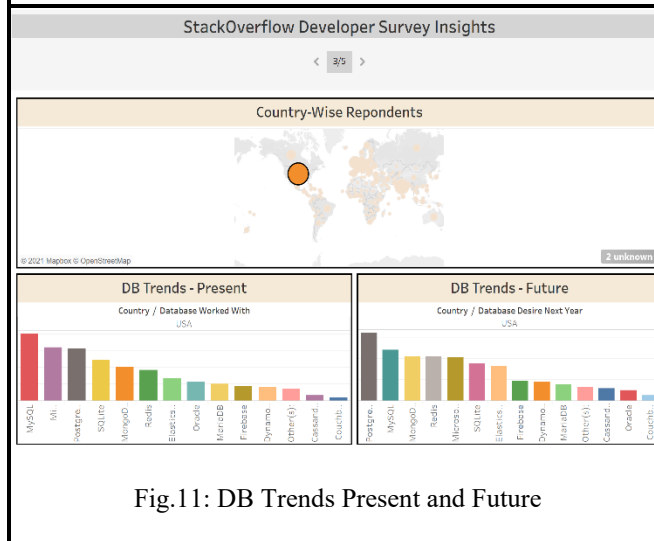 StackOverflow Developer Survey Insights
< 3/5 >
Country-Wise Repondents
© 2021 Mapbox © OpenStreetMap
2 unknown
DB Trends - Present
Country / Database Worked With
USA
MySQL
Mi..
Postgre..
SQLite
MongoD..
Redis
Elastics..
Oracle
MariaDB
Firebase
Dynamo..
Other(s):
Cassand..
Couchb..
DB Trends - Future
Country / Database Desire Next Year
USA
Postgre..
MySQL
MongoD..
Redis
Microso..
SQLite
Elastics..
Firebase
Dynamo..
MariaDB
Other(s):
Cassand..
Oracle
Couchb..
Fig.11: DB Trends Present and Future